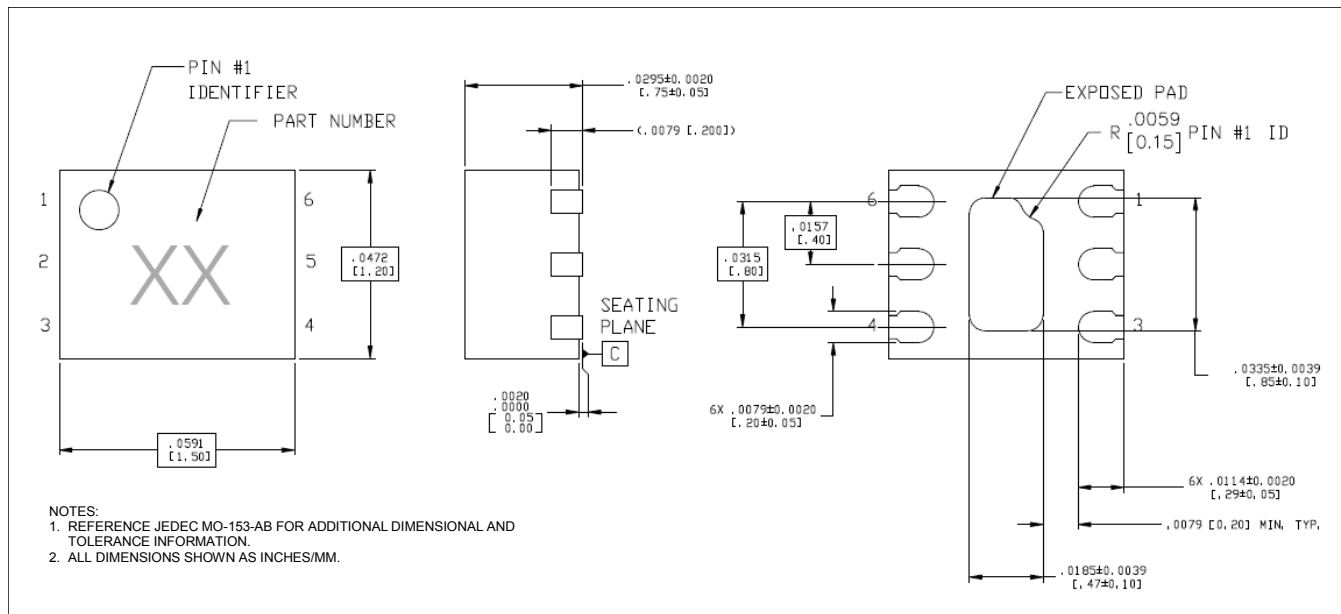 PIN #1
IDENTIFIER
PART NUMBER
1
2
3
6
5
4
XX
.0472
[1.20]
.0591
[1.50]
.0295±0.0020
[.75±0.05]
(.0079 [.200])
SEATING
PLANE
C
.0020
.0000
[ 0.05
0.00 ]
EXPOSED PAD
R .0059
[0.15] PIN #1 ID
6
4
1
3
.0157
[.40]
.0315
[.80]
6X .0079±0.0020
[.20±0.05]
.0335±0.0039
[.85±0.10]
6X .0114±0.0020
[.29±0.05]
.0079 [0.20] MIN, TYP,
.0185±0.0039
[.47±0.10]
NOTES:
1. REFERENCE JEDEC MO-153-AB FOR ADDITIONAL DIMENSIONAL AND
TOLERANCE INFORMATION.
2. ALL DIMENSIONS SHOWN AS INCHES/MM.